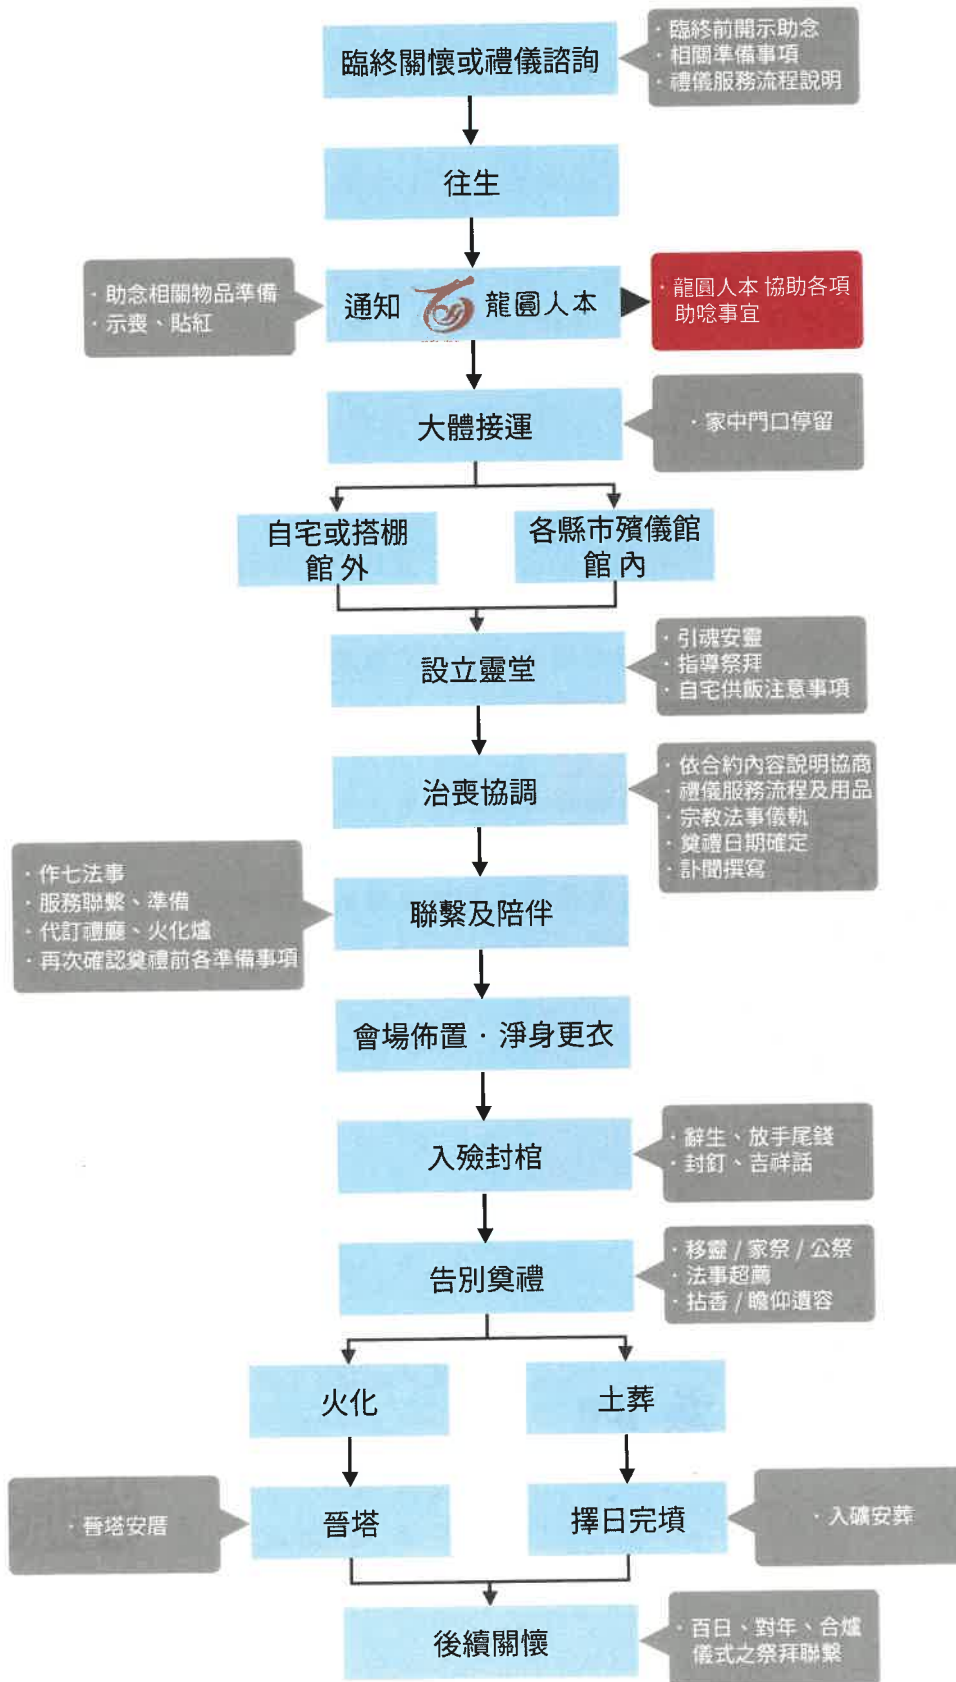 臨終關懷或禮儀諮詢
· 臨終前開示助念
· 相關準備事項
· 禮儀服務流程說明
往生
· 助念相關物品準備
· 示喪、貼紅
通知 龍圓人本
· 龍圓人本 協助各項
助唸事宜
大體接運
· 家中門口停留
自宅或搭棚
館 外
各縣市殯儀館
館 內
設立靈堂
· 引魂安靈
· 指導祭拜
· 自宅供飯注意事項
治喪協調
· 依合約內容說明協商
· 禮儀服務流程及用品
· 宗教法事儀軌
· 奠禮日期確定
· 訃聞撰寫
· 作七法事
· 服務聯繫、準備
· 代訂禮廳、火化爐
· 再次確認奠禮前各準備事項
聯繫及陪伴
會場佈置 · 淨身更衣
入殮封棺
· 辭生、放手尾錢
· 封釘、吉祥話
告別奠禮
· 移靈 / 家祭 / 公祭
· 法事超薦
· 拈香 / 瞻仰遺容
火化
土葬
· 晉塔安厝
晉塔
擇日完墳
· 入礦安葬
後續關懷
· 百日、對年、合爐
儀式之祭拜聯繫